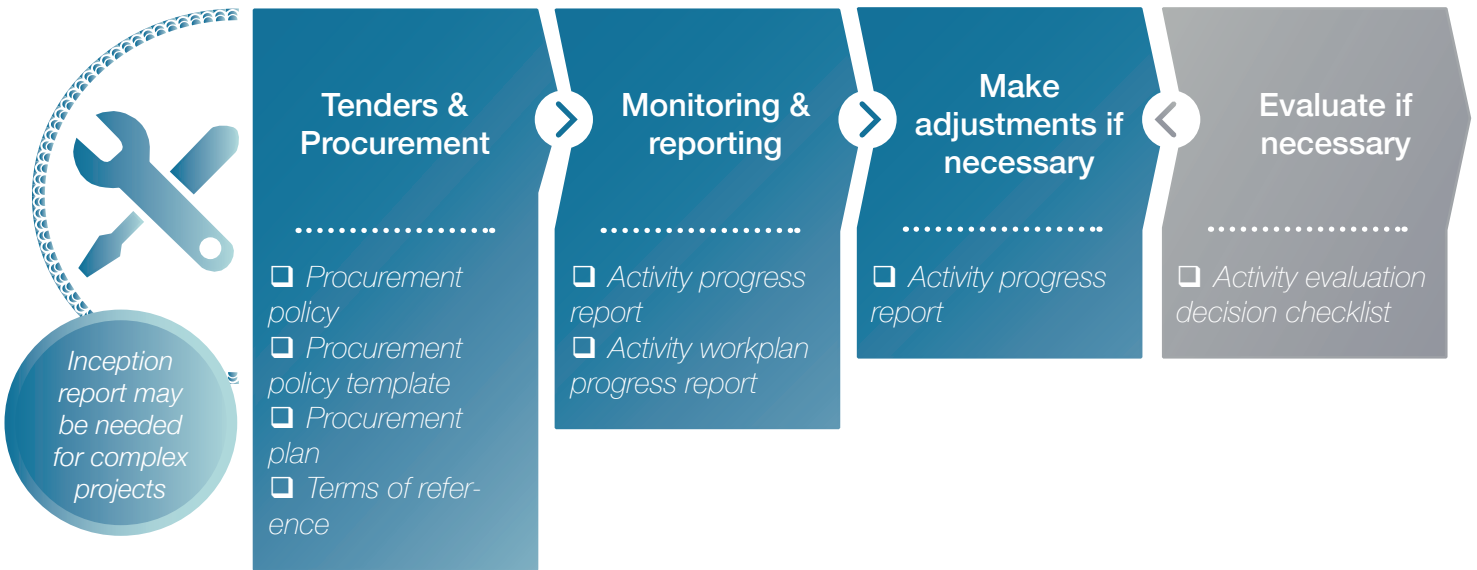 Inception
report may
be needed
for complex
projects
Tenders &
Procurement
❑ Procurement
policy
❑ Procurement
policy template
❑ Procurement
plan
❑ Terms of refer-
ence
Monitoring &
reporting
❑ Activity progress
report
❑ Activity workplan
progress report
Make
adjustments if
necessary
❑ Activity progress
report
Evaluate if
necessary
❑ Activity evaluation
decision checklist